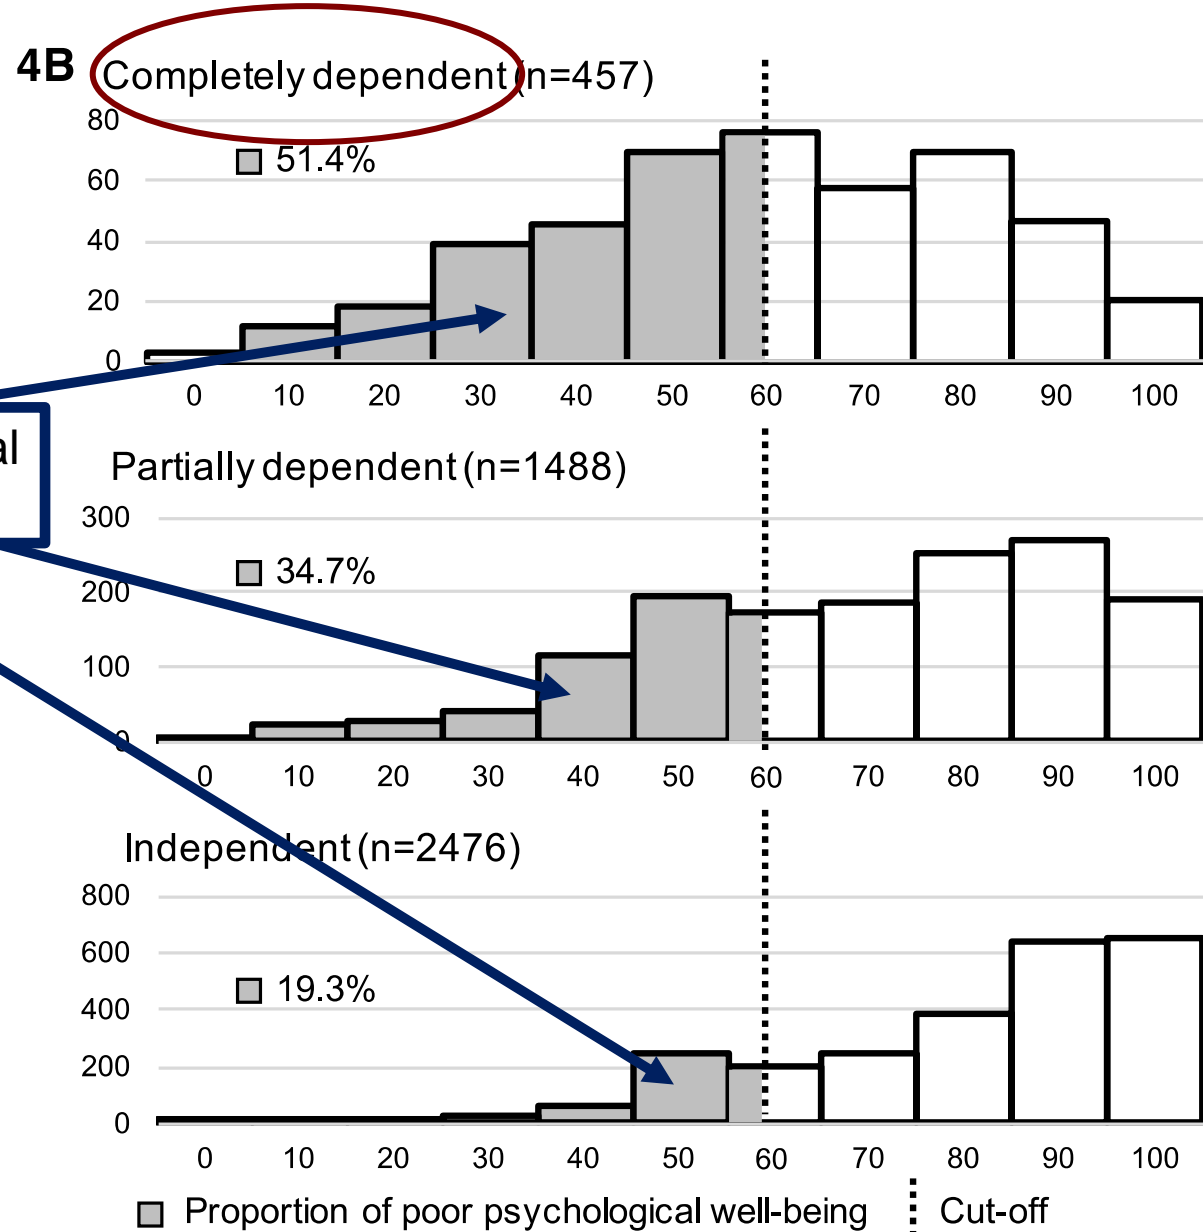 4B Completely dependent (n=457)
80
51.4%
60
40
20
0
0 10 20 30 40 50 60 70 80 90 100
al
Partially dependent (n=1488)
300
34.7%
200
100
0
0 10 20 30 40 50 60 70 80 90 100
Independent (n=2476)
800
600
19.3%
400
200
0
0 10 20 30 40 50 60 70 80 90 100
Proportion of poor psychological well-being Cut-off